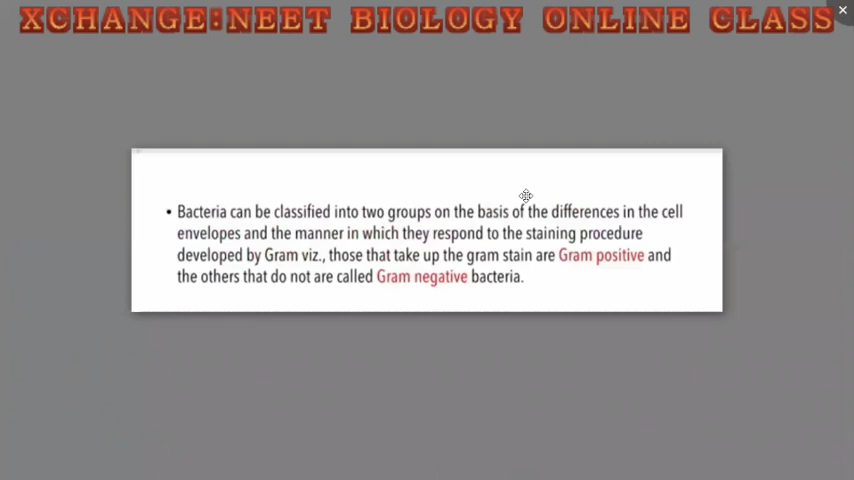 XCHANGE:NEET BIOLOGY ONLINE CLASS
• Bacteria can be classified into two groups on the basis of the differences in the cell
envelopes and the manner in which they respond to the staining procedure
developed by Gram viz., those that take up the gram stain are Gram positive and
the others that do not are called Gram negative bacteria.